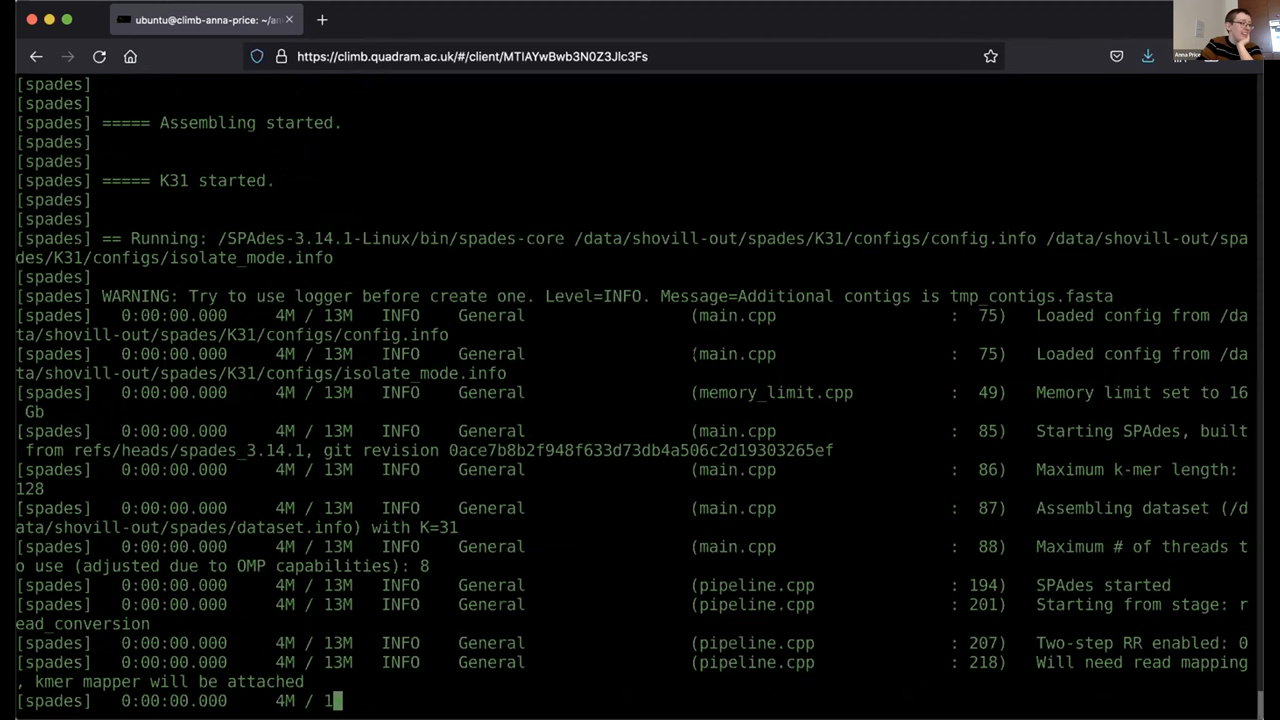 ubuntu@climb-anna-price: ~/an
https://climb.quadram.ac.uk/#/client/MTIAYwBwb3N0Z3Jlc3Fs
Anna Price
[spades]
[spades]
[spades] ===== Assembling started.
[spades]
[spades]
[spades] ===== K31 started.
[spades]
[spades]
[spades] == Running: /SPAdes-3.14.1-Linux/bin/spades-core /data/shovill-out/spades/K31/configs/config.info /data/shovill-out/spa
des/K31/configs/isolate_mode.info
[spades]
[spades] WARNING: Try to use logger before create one. Level=INFO. Message=Additional contigs is tmp_contigs.fasta
[spades] 0:00:00.000 4M / 13M INFO General (main.cpp : 75) Loaded config from /da
ta/shovill-out/spades/K31/configs/config.info
[spades] 0:00:00.000 4M / 13M INFO General (main.cpp : 75) Loaded config from /da
ta/shovill-out/spades/K31/configs/isolate_mode.info
[spades] 0:00:00.000 4M / 13M INFO General (memory_limit.cpp : 49) Memory limit set to 16
Gb
[spades] 0:00:00.000 4M / 13M INFO General (main.cpp : 85) Starting SPAdes, built
from refs/heads/spades_3.14.1, git revision 0ace7b8b2f948f633d73db4a506c2d19303265ef
[spades] 0:00:00.000 4M / 13M INFO General (main.cpp : 86) Maximum k-mer length:
128
[spades] 0:00:00.000 4M / 13M INFO General (main.cpp : 87) Assembling dataset (/d
ata/shovill-out/spades/dataset.info) with K=31
[spades] 0:00:00.000 4M / 13M INFO General (main.cpp : 88) Maximum # of threads t
o use (adjusted due to OMP capabilities): 8
[spades] 0:00:00.000 4M / 13M INFO General (pipeline.cpp : 194) SPAdes started
[spades] 0:00:00.000 4M / 13M INFO General (pipeline.cpp : 201) Starting from stage: r
ead_conversion
[spades] 0:00:00.000 4M / 13M INFO General (pipeline.cpp : 207) Two-step RR enabled: 0
[spades] 0:00:00.000 4M / 13M INFO General (pipeline.cpp : 218) Will need read mapping
, kmer mapper will be attached
[spades] 0:00:00.000 4M / 1